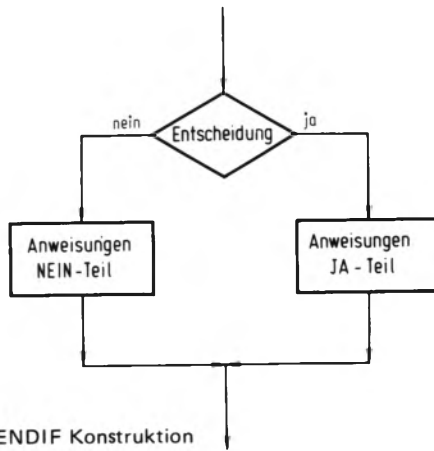 nein
Entscheidung
ja
Anweisungen
NEIN-Teil
Anweisungen
JA - Teil
ENDIF Konstruktion